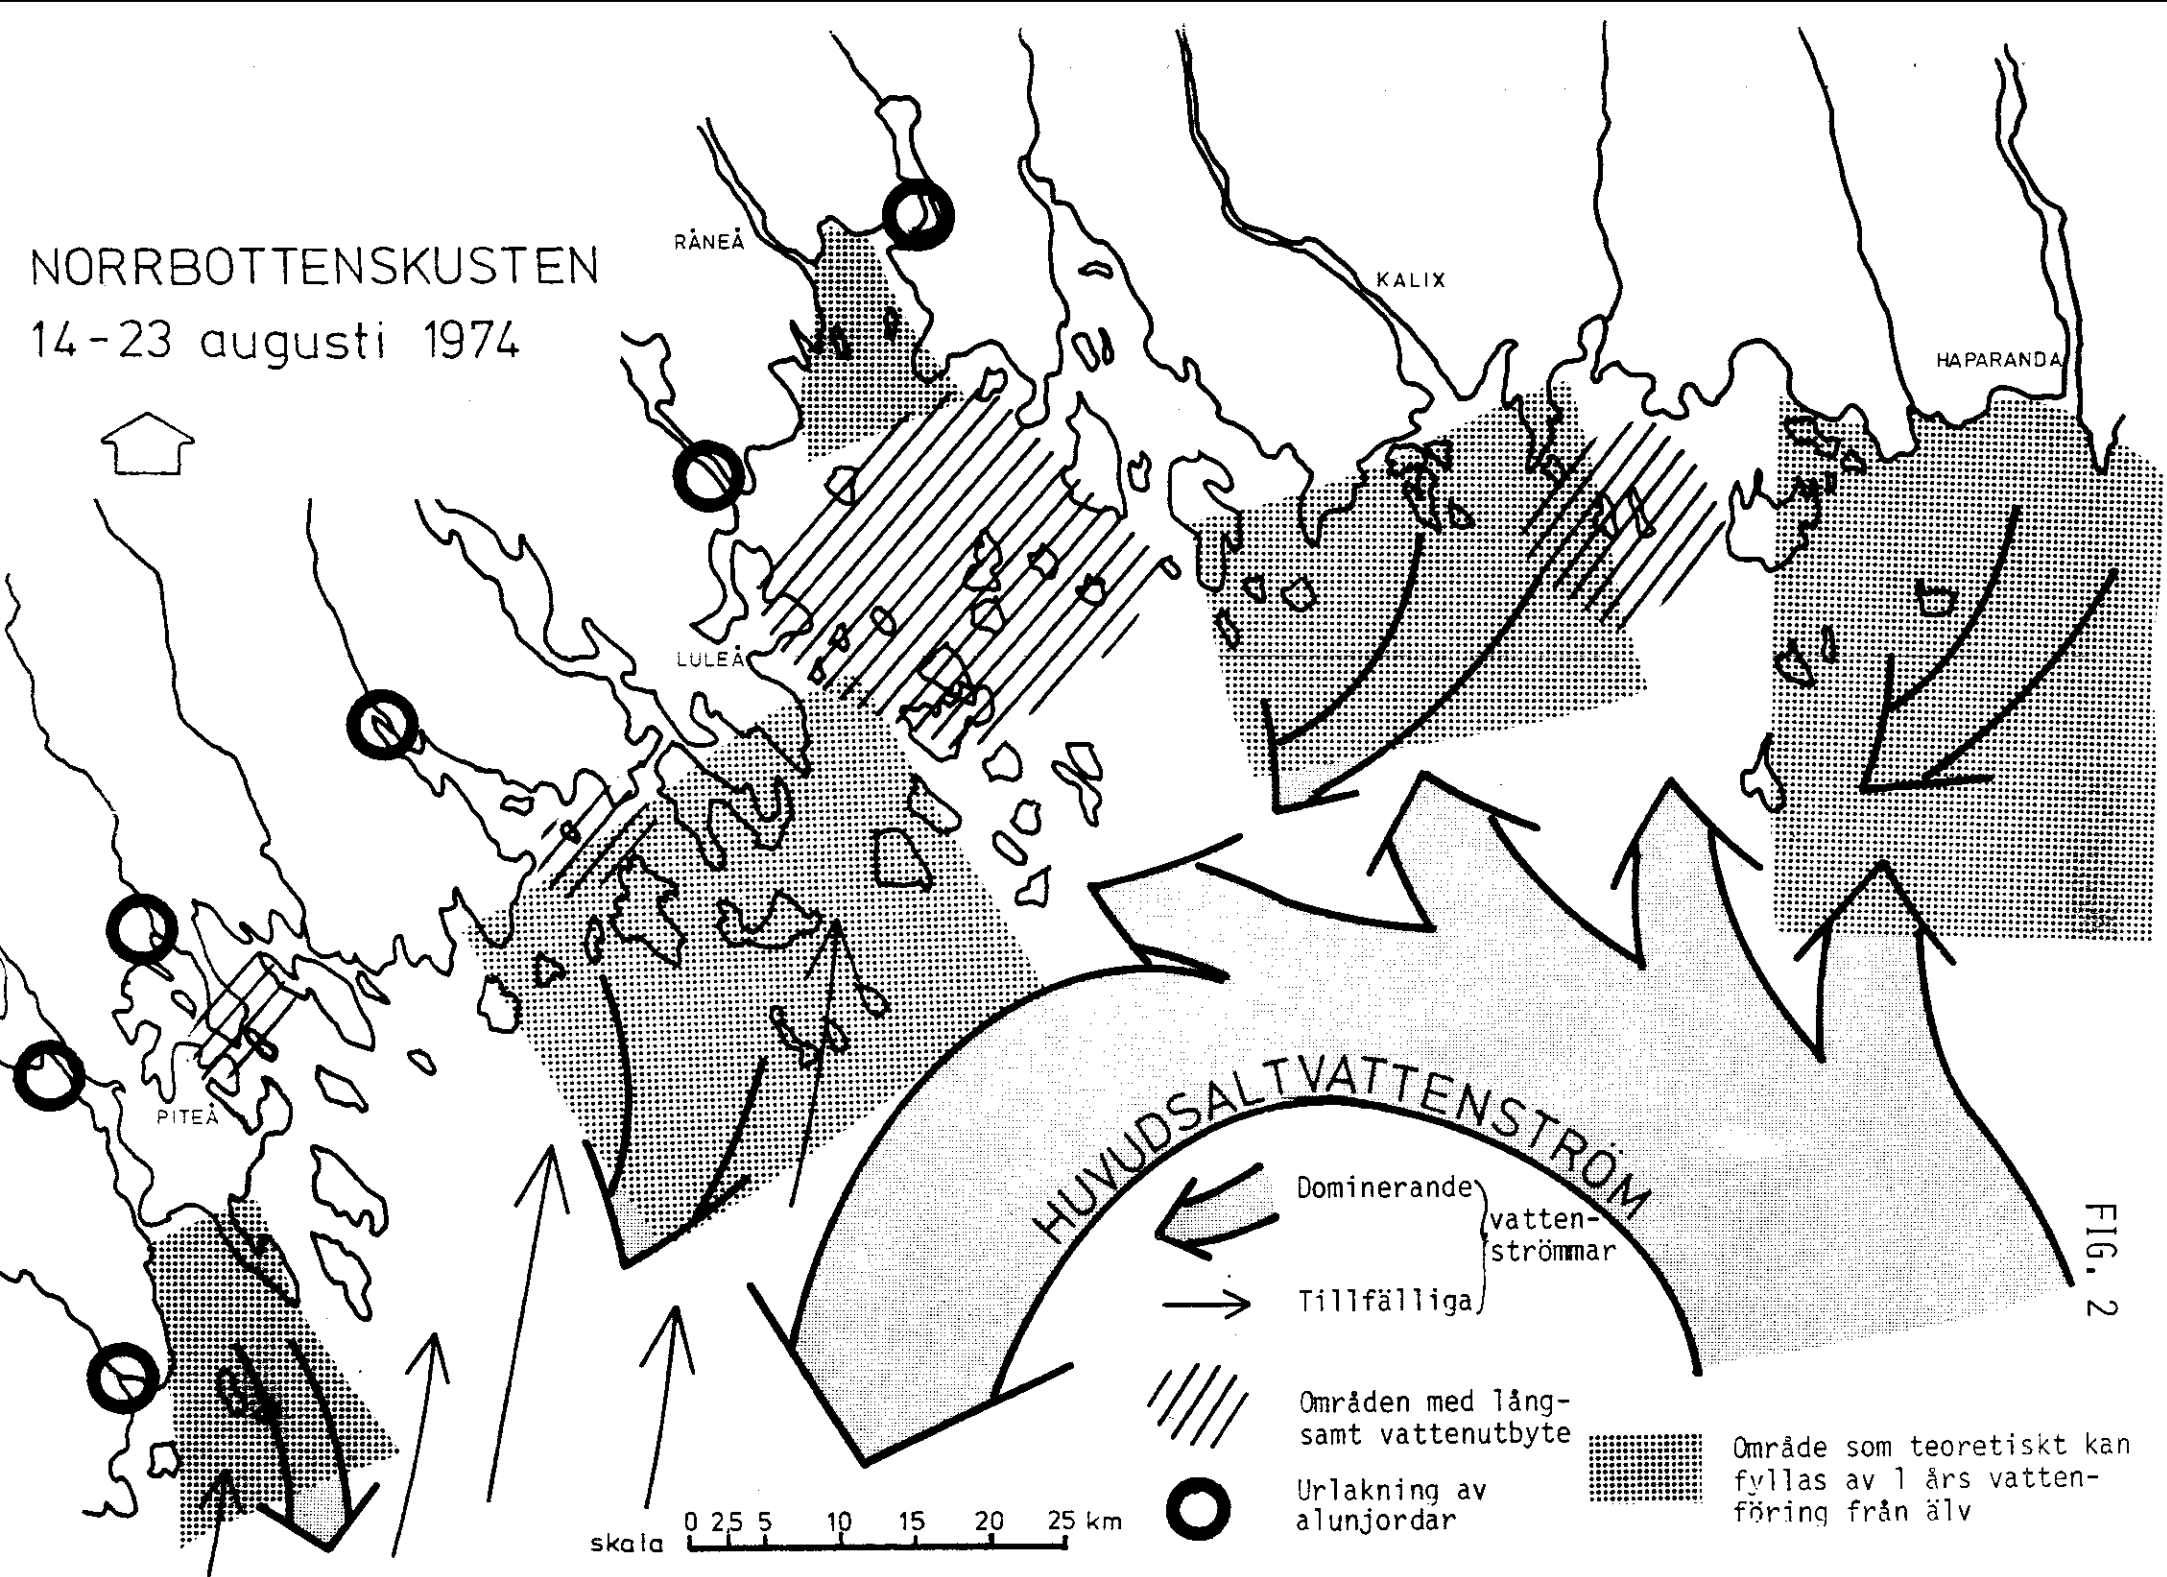 NORRBOTTENSKUSTEN
14-23 augusti 1974
RÅNEÅ
KALIX
HAPARANDA
LULEÅ
PITEÅ
HUVUDSALTVATTENSTRÖM
Dominerande
vatten-
strömmar
Tillfälliga
Områden med lång-
samt vattenutbyte
Urlakning av
alunjordar
Område som teoretiskt kan
fyllas av 1 års vatten-
föring från älv
skala 0 2,5 5 10 15 20 25 km
FIG. 2